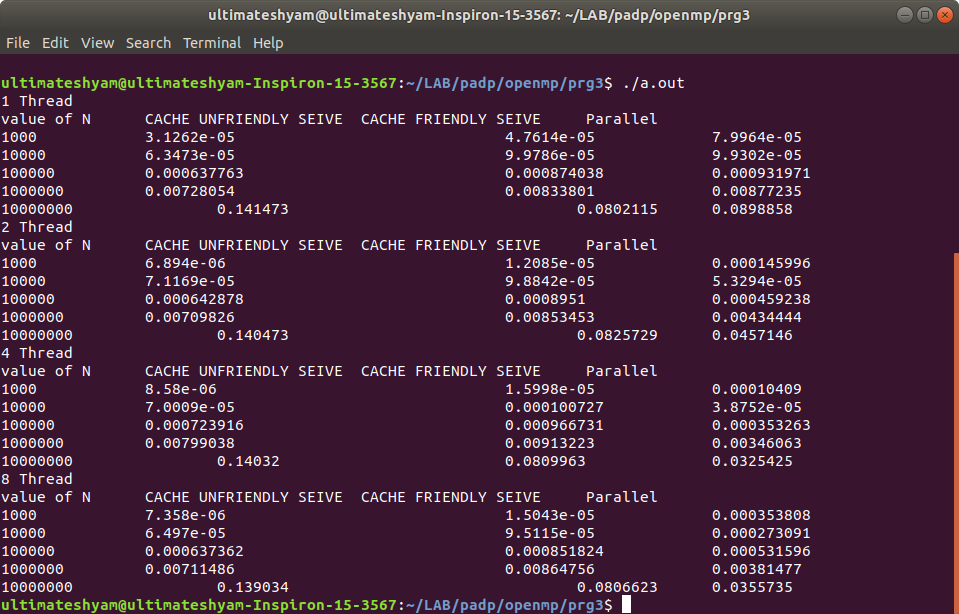 ultimateshyam@ultimateshyam-Inspiron-15-3567: ~/LAB/padp/openmp/prg3
File Edit View Search Terminal Help
ultimateshyam@ultimateshyam-Inspiron-15-3567:~/LAB/padp/openmp/prg3$ ./a.out
1 Thread
value of N CACHE UNFRIENDLY SEIVE CACHE FRIENDLY SEIVE Parallel
1000 3.1262e-05 4.7614e-05 7.9964e-05
10000 6.3473e-05 9.9786e-05 9.9302e-05
100000 0.000637763 0.000874038 0.000931971
1000000 0.00728054 0.00833801 0.00877235
10000000 0.141473 0.0802115 0.0898858
2 Thread
value of N CACHE UNFRIENDLY SEIVE CACHE FRIENDLY SEIVE Parallel
1000 6.894e-06 1.2085e-05 0.000145996
10000 7.1169e-05 9.8842e-05 5.3294e-05
100000 0.000642878 0.0008951 0.000459238
1000000 0.00709826 0.00853453 0.00434444
10000000 0.140473 0.0825729 0.0457146
4 Thread
value of N CACHE UNFRIENDLY SEIVE CACHE FRIENDLY SEIVE Parallel
1000 8.58e-06 1.5998e-05 0.00010409
10000 7.0009e-05 0.000100727 3.8752e-05
100000 0.000723916 0.000966731 0.000353263
1000000 0.00799038 0.00913223 0.00346063
10000000 0.14032 0.0809963 0.0325425
8 Thread
value of N CACHE UNFRIENDLY SEIVE CACHE FRIENDLY SEIVE Parallel
1000 7.358e-06 1.5043e-05 0.000353808
10000 6.497e-05 9.5115e-05 0.000273091
100000 0.000637362 0.000851824 0.000531596
1000000 0.00711486 0.00864756 0.00381477
10000000 0.139034 0.0806623 0.0355735
ultimateshyam@ultimateshyam-Inspiron-15-3567:~/LAB/padp/openmp/prg3$